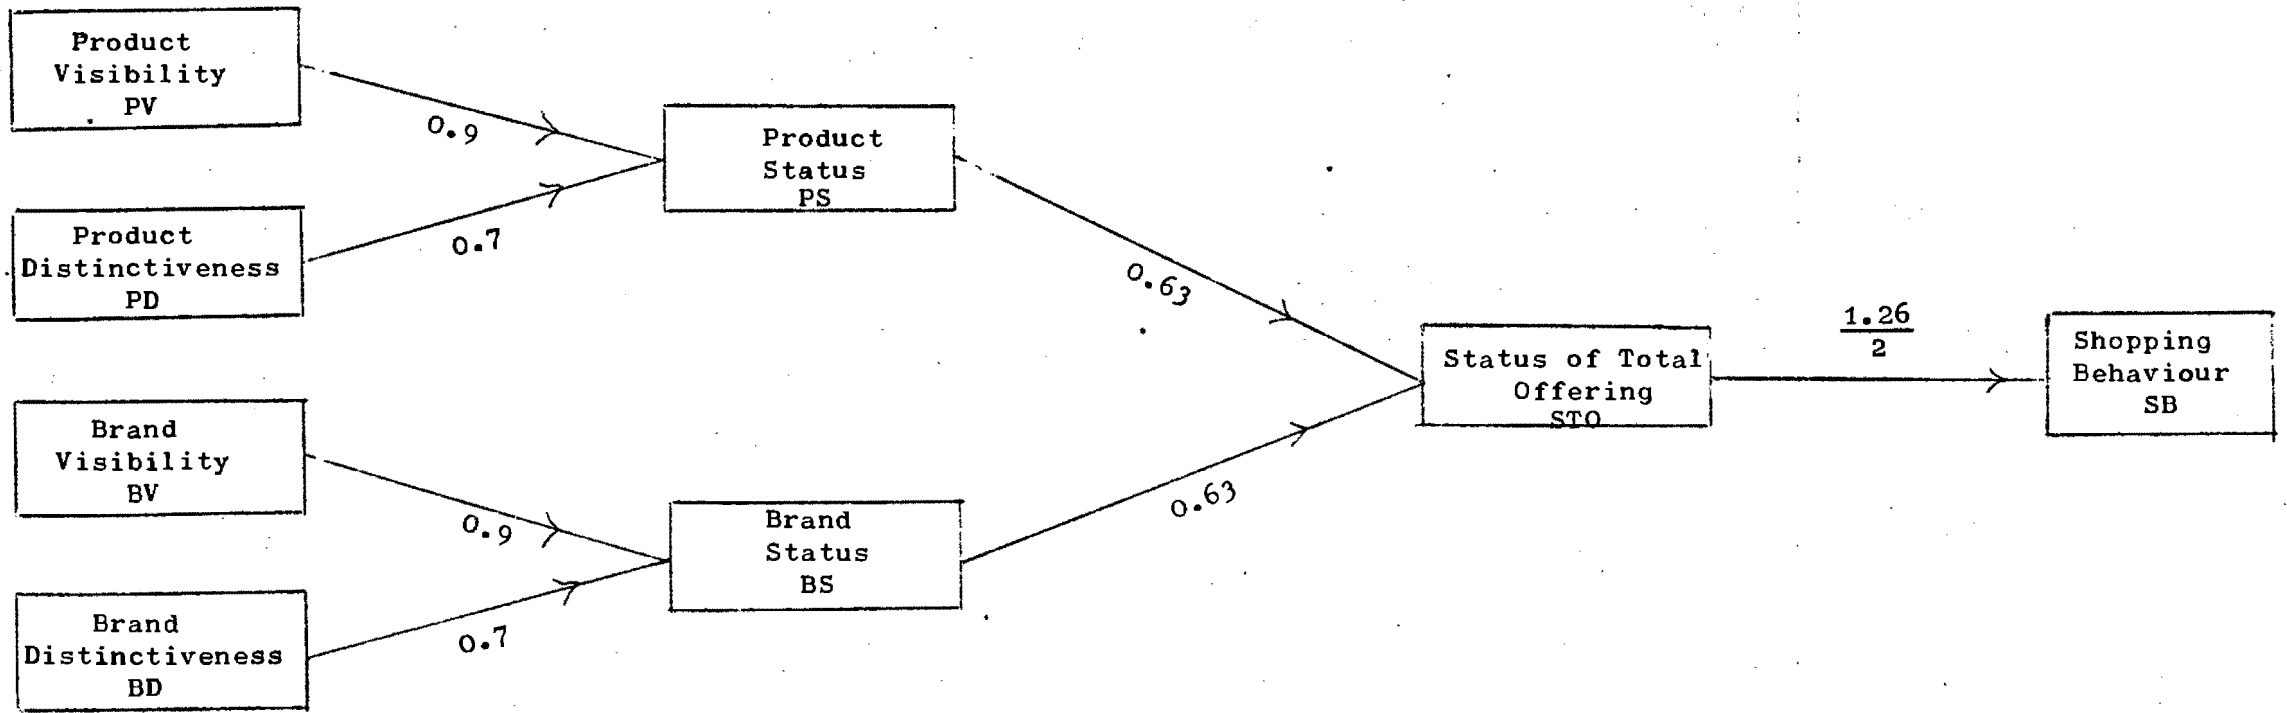 Product
Visibility
PV
0.9
Product
Distinctiveness
PD
0.7
Product
Status
PS
0.63
Brand
Visibility
BV
0.9
Brand
Distinctiveness
BD
0.7
Brand
Status
BS
0.63
Status of Total
Offering
STO
1.26
2
Shopping
Behaviour
SB